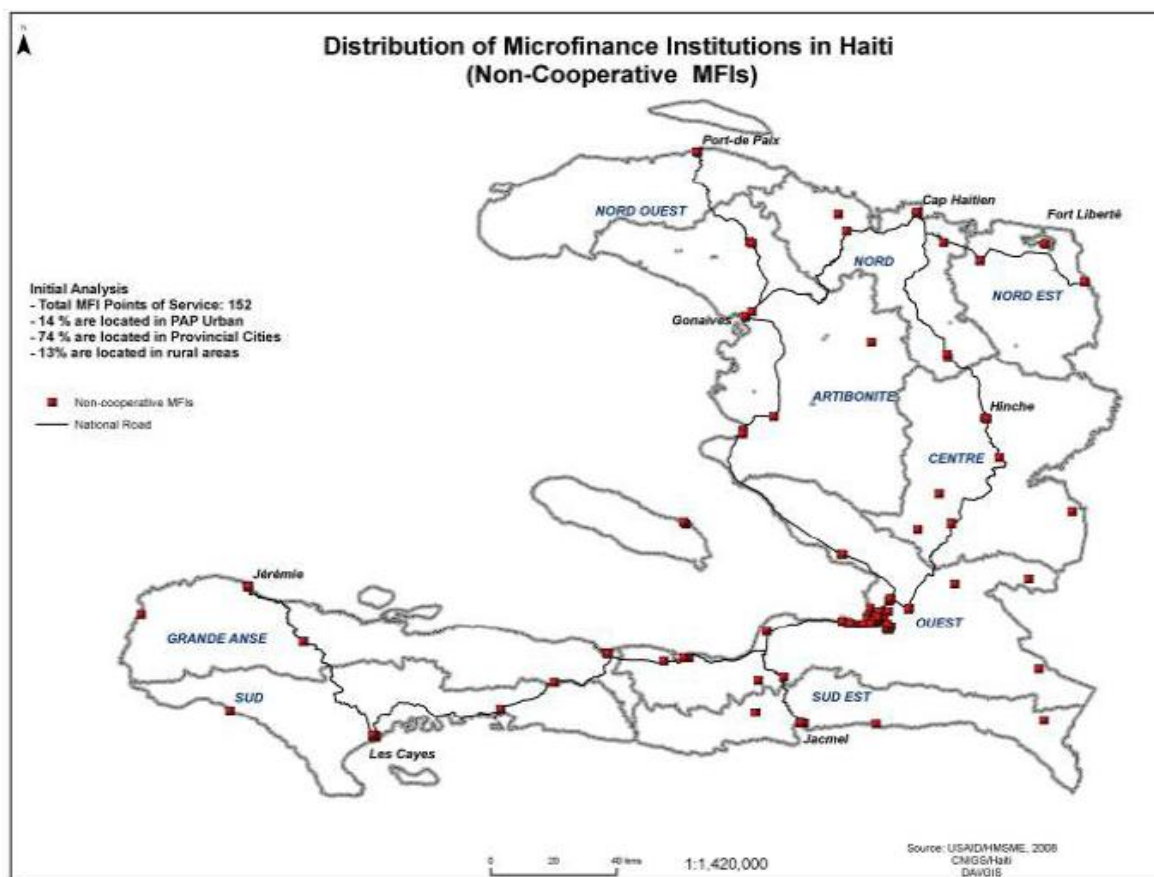 N
Distribution of Microfinance Institutions in Haiti
(Non-Cooperative MFIs)
Port-de Paix
Cap Haitien
Fort Liberté
NORD OUEST
NORD
NORD EST
Initial Analysis
- Total MFI Points of Service: 152
- 14 % are located in PAP Urban
- 74 % are located in Provincial Cities
- 13% are located in rural areas
Gonaives
Non-cooperative MFIs
National Road
ARTIBONITE
Hinche
CENTRE
Jérémie
GRANDE ANSE
OUEST
SUD
SUD EST
Les Cayes
Jacmel
0 20 40 kms
1:1,420,000
Source: USAID/HMSME, 2008
CNIGS/Haiti
DAI/GIS